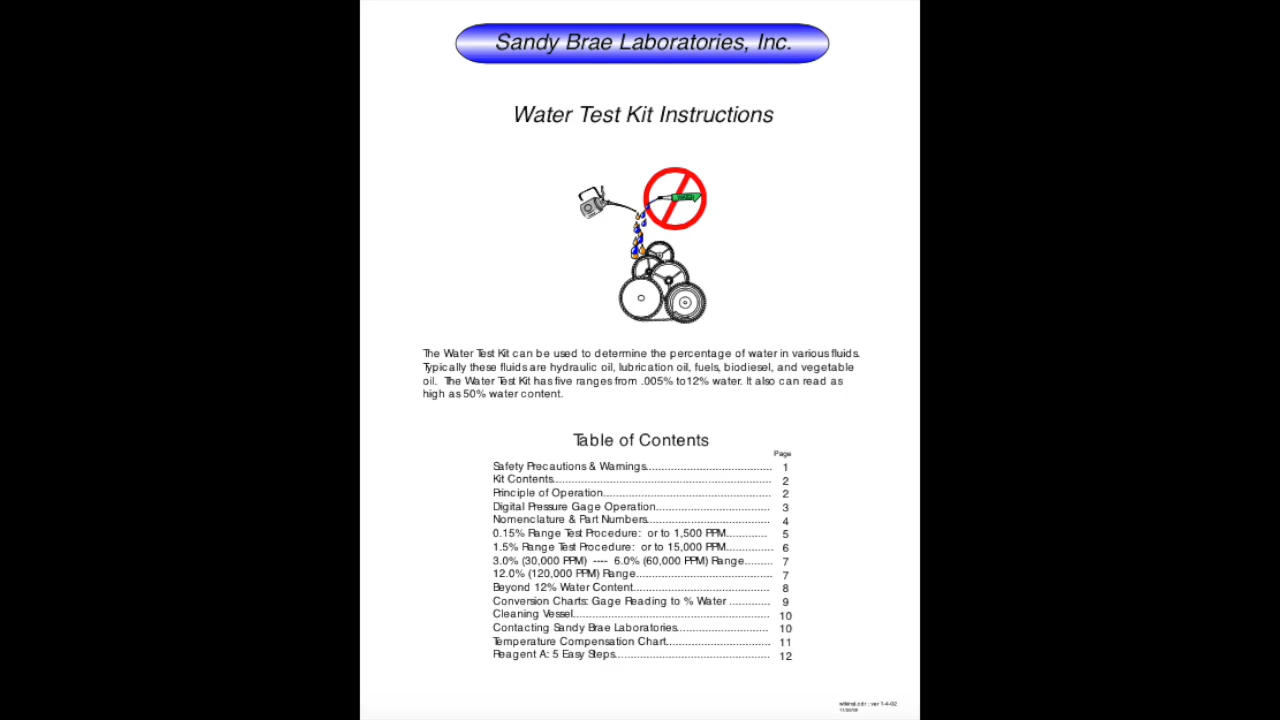 Sandy Brae Laboratories, Inc.
Water Test Kit Instructions
The Water Test Kit can be used to determine the percentage of water in various fluids.
Typically these fluids are hydraulic oil, lubrication oil, fuels, biodiesel, and vegetable
oil. The Water Test Kit has five ranges from .005% to12% water. It also can read as
high as 50% water content.
Table of Contents
Page
Safety Precautions & Warnings........................................ 1
Kit Contents..................................................................... 2
Principle of Operation..................................................... 2
Digital Pressure Gage Operation.................................... 3
Nomenclature & Part Numbers....................................... 4
0.15% Range Test Procedure: or to 1,500 PPM............. 5
1.5% Range Test Procedure: or to 15,000 PPM............... 6
3.0% (30,000 PPM) ---- 6.0% (60,000 PPM) Range......... 7
12.0% (120,000 PPM) Range........................................... 7
Beyond 12% Water Content............................................ 8
Conversion Charts: Gage Reading to % Water ............. 9
Cleaning Vessel.............................................................. 10
Contacting Sandy Brae Laboratories............................. 10
Temperature Compensation Chart................................. 11
Reagent A: 5 Easy Steps................................................. 12